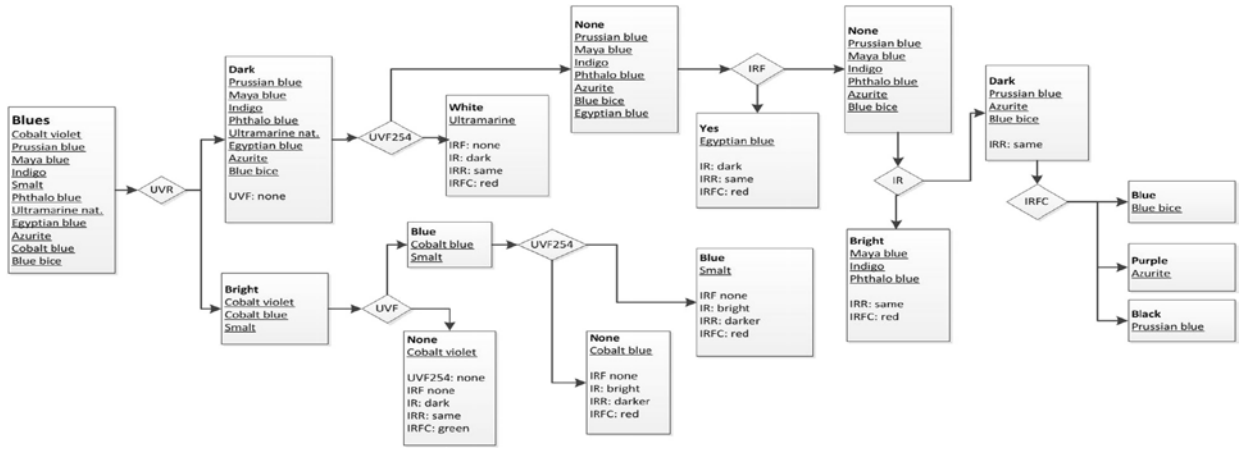 Blues
Cobalt violet
Prussian blue
Maya blue
Indigo
Smalt
Phthalo blue
Ultramarine nat.
Egyptian blue
Azurite
Cobalt blue
Blue bice
UVR
Dark
Prussian blue
Maya blue
Indigo
Phthalo blue
Ultramarine nat.
Egyptian blue
Azurite
Blue bice
UVF: none
UVF254
White
Ultramarine
IRF: none
IR: dark
IRR: same
IRFC: red
None
Prussian blue
Maya blue
Indigo
Phthalo blue
Azurite
Blue bice
Egyptian blue
IRF
Yes
Egyptian blue
IR: dark
IRR: same
IRFC: red
None
Prussian blue
Maya blue
Indigo
Phthalo blue
Azurite
Blue bice
IR
Dark
Prussian blue
Azurite
Blue bice
IRR: same
IRFC
Blue
Blue bice
Purple
Azurite
Black
Prussian blue
Bright
Maya blue
Indigo
Phthalo blue
IRR: same
IRFC: red
Bright
Cobalt violet
Cobalt blue
Smalt
UVF
Blue
Cobalt blue
Smalt
UVF254
Blue
Smalt
IRF none
IR: bright
IRR: darker
IRFC: red
None
Cobalt violet
UVF254: none
IRF none
IR: dark
IRR: same
IRFC: green
None
Cobalt blue
IRF none
IR: bright
IRR: darker
IRFC: red